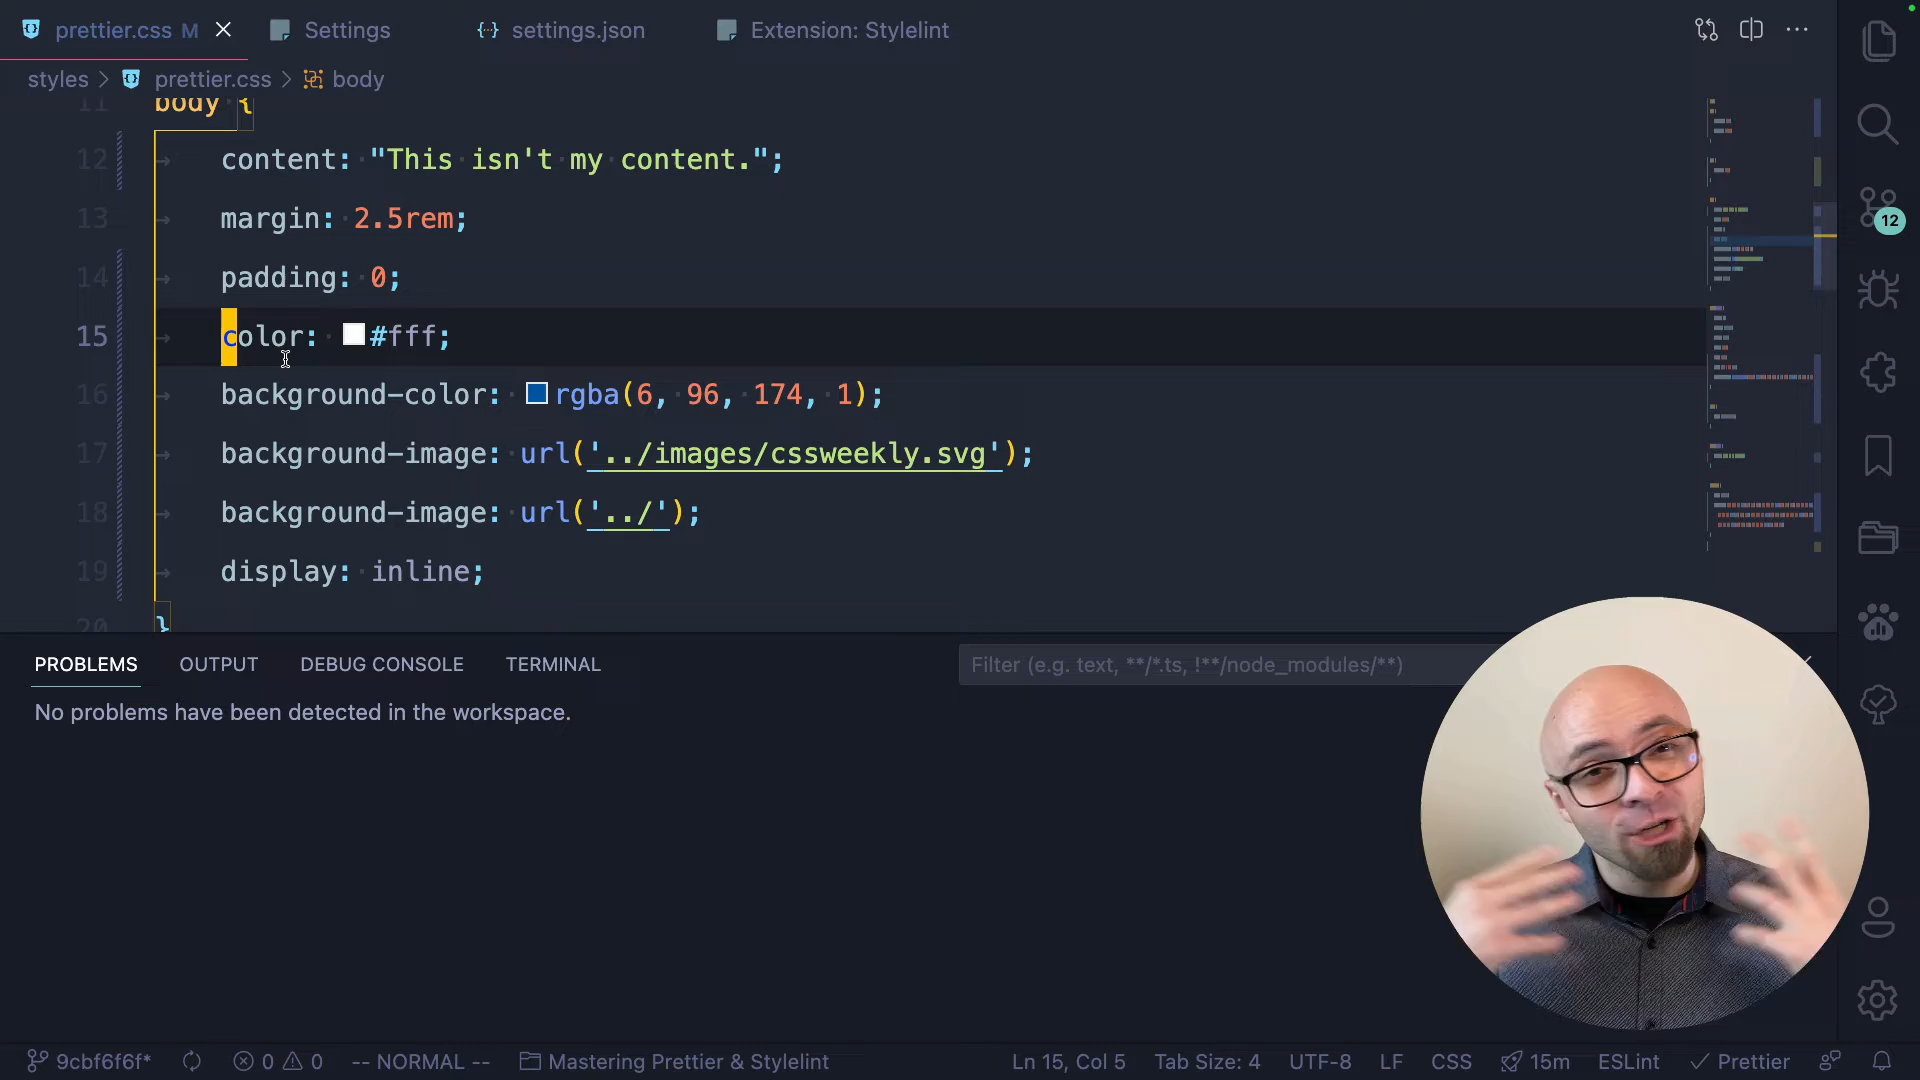 prettier.css M
Settings
settings.json
Extension: Stylelint
styles > prettier.css > body
11 body {
12 content: "This isn't my content.";
13 margin: 2.5rem;
14 padding: 0;
15 color: #fff;
16 background-color: rgba(6, 96, 174, 1);
17 background-image: url('../images/cssweekly.svg');
18 background-image: url('../');
19 display: inline;
20 }
12
PROBLEMS OUTPUT DEBUG CONSOLE TERMINAL
Filter (e.g. text, **/*.ts, !**/node_modules/**)
No problems have been detected in the workspace.
9cbf6f6f* 0 0 -- NORMAL -- Mastering Prettier & Stylelint Ln 15, Col 5 Tab Size: 4 UTF-8 LF CSS 15m ESLint Prettier